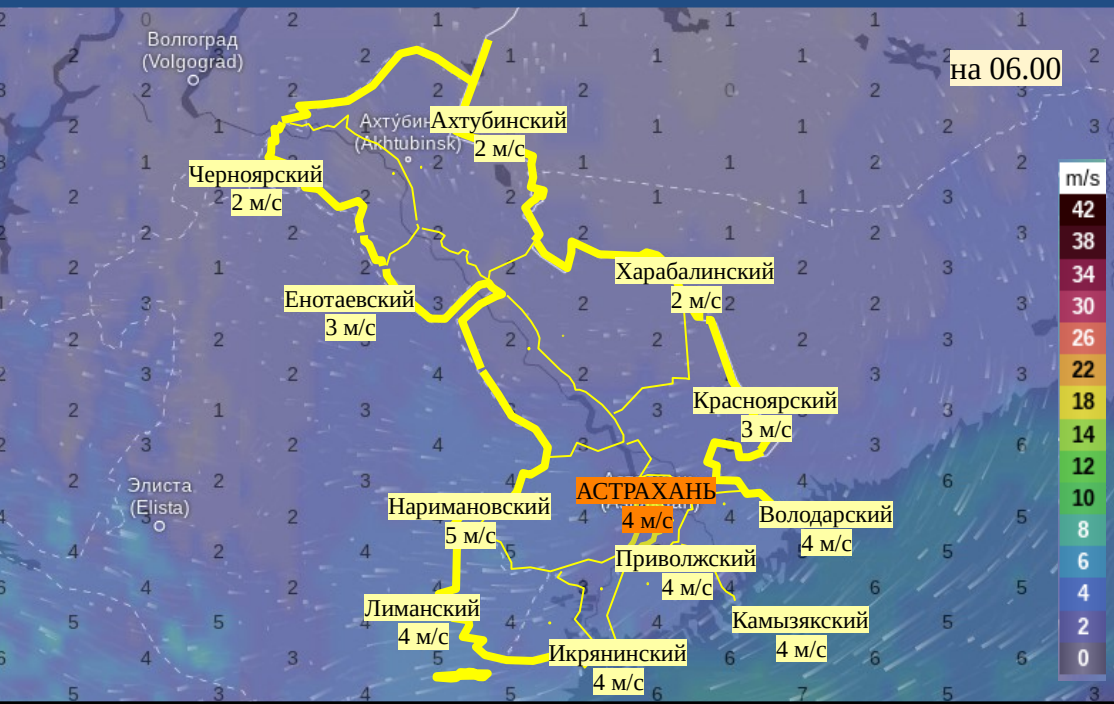 Волгоград
(Volgograd)
на 06.00
Ахтубинский
2 м/с
(Akhtubinsk)
Черноярский
2 м/с
m/s
42
38
34
30
26
22
18
14
12
10
8
6
4
2
0
Харабалинский
2 м/с
Енотаевский
3 м/с
Красноярский
3 м/с
Элиста
(Elista)
АСТРАХАНЬ
4 м/с
Наримановский
5 м/с
Володарский
4 м/с
Приволжский
4 м/с
Лиманский
4 м/с
Камызякский
4 м/с
Икрянинский
4 м/с